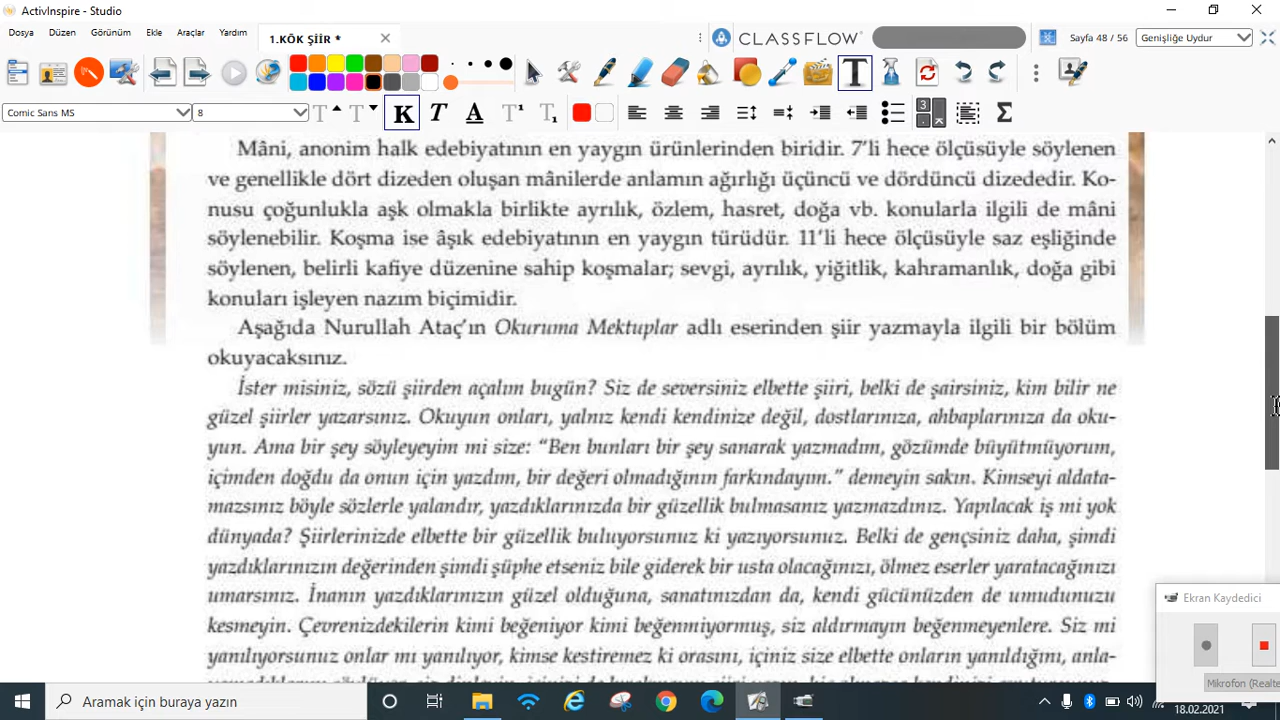 ActivInspire - Studio
Dosya Düzen Görünüm Ekle Araçlar Yardım
1.KÖK ŞİİR *
CLASSFLOW
Sayfa 48 / 56
Genişliğe Uydur
Comic Sans MS
8
Mâni, anonim halk edebiyatının en yaygın ürünlerinden biridir. 7'li hece ölçüsüyle söylenen
ve genellikle dört dizeden oluşan mânilerde anlamın ağırlığı üçüncü ve dördüncü dizededir. Ko-
nusu çoğunlukla aşk olmakla birlikte ayrılık, özlem, hasret, doğa vb. konularla ilgili de mâni
söylenebilir. Koşma ise âşık edebiyatının en yaygın türüdür. 11'li hece ölçüsüyle saz eşliğinde
söylenen, belirli kafiye düzenine sahip koşmalar; sevgi, ayrılık, yiğitlik, kahramanlık, doğa gibi
konuları işleyen nazım biçimidir.
Aşağıda Nurullah Ataç'ın Okuruma Mektuplar adlı eserinden şiir yazmayla ilgili bir bölüm
okuyacaksınız.
İster misiniz, sözü şiirden açalım bugün? Siz de seversiniz elbette şiiri, belki de şairsiniz, kim bilir ne
güzel şiirler yazarsınız. Okuyun onları, yalnız kendi kendinize değil, dostlarınıza, ahbaplarınıza da oku-
yun. Ama bir şey söyleyeyim mi size: "Ben bunları bir şey sanarak yazmadım, gözümde büyütmüyorum,
içimden doğdu da onun için yazdım, bir değeri olmadığının farkındayım." demeyin sakın. Kimseyi aldata-
mazsınız böyle sözlerle yalandır, yazdıklarınızda bir güzellik bulmasanız yazmazdınız. Yapılacak iş mi yok
dünyada? Şiirlerinizde elbette bir güzellik buluyorsunuz ki yazıyorsunuz. Belki de gençsiniz daha, şimdi
yazdıklarınızın değerinden şimdi şüphe etseniz bile giderek bir usta olacağınızı, ölmez eserler yaratacağınızı
umarsınız. İnanın yazdıklarınızın güzel olduğuna, sanatınızdan da, kendi gücünüzden de umudunuzu
kesmeyin. Çevrenizdekilerin kimi beğeniyor kimi beğenmiyormuş, siz aldırmayın beğenmeyenlere. Siz mi
yanılıyorsunuz onlar mı yanılıyor, kimse kestiremez ki orasını, içiniz size elbette onların yanıldığını, anla-
Ekran Kaydedici
Mikrofon (Realte
Aramak için buraya yazın
18.02.2021